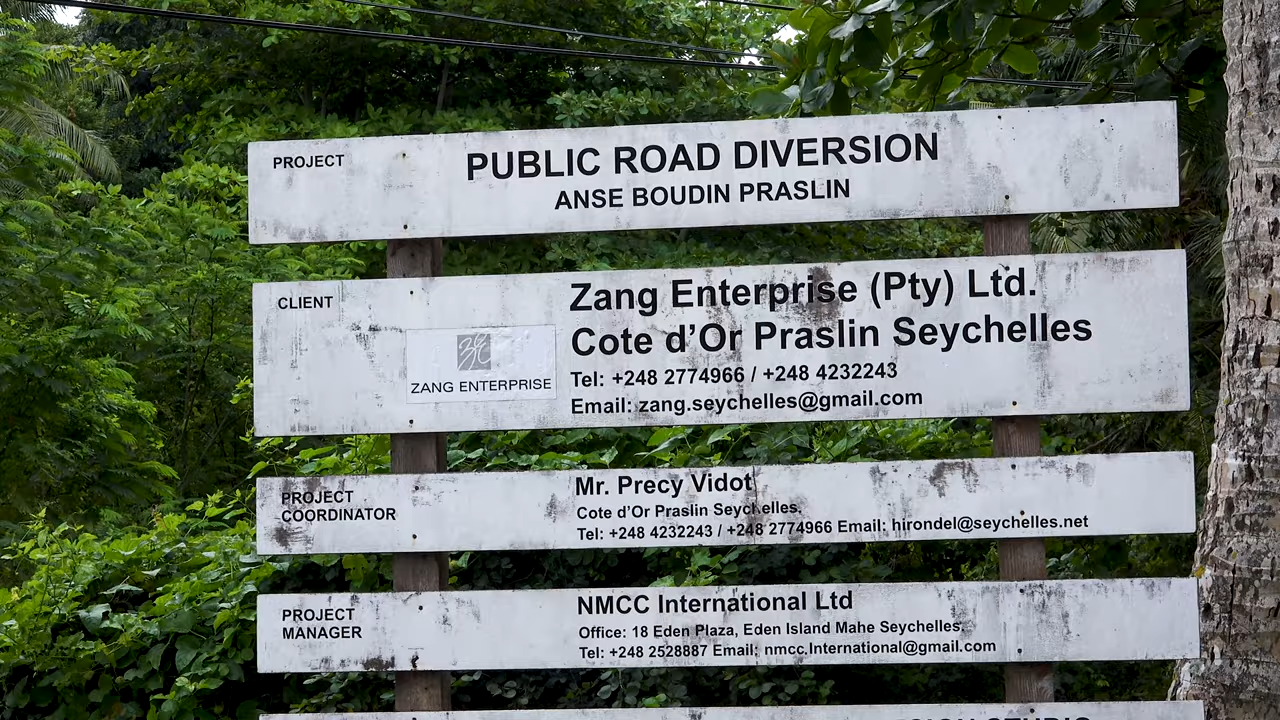 PROJECT
PUBLIC ROAD DIVERSION
ANSE BOUDIN PRASLIN
CLIENT
Zang Enterprise (Pty) Ltd.
Cote d’Or Praslin Seychelles
ZANG ENTERPRISE
Tel: +248 2774966 / +248 4232243
Email: zang.seychelles@gmail.com
PROJECT
COORDINATOR
Mr. Precy Vidot
Cote d’Or Praslin Seychelles.
Tel: +248 4232243 / +248 2774966 Email: hirondel@seychelles.net
PROJECT
MANAGER
NMCC International Ltd
Office: 18 Eden Plaza, Eden Island Mahe Seychelles.
Tel: +248 2528887 Email: nmcc.International@gmail.com
STUDIO